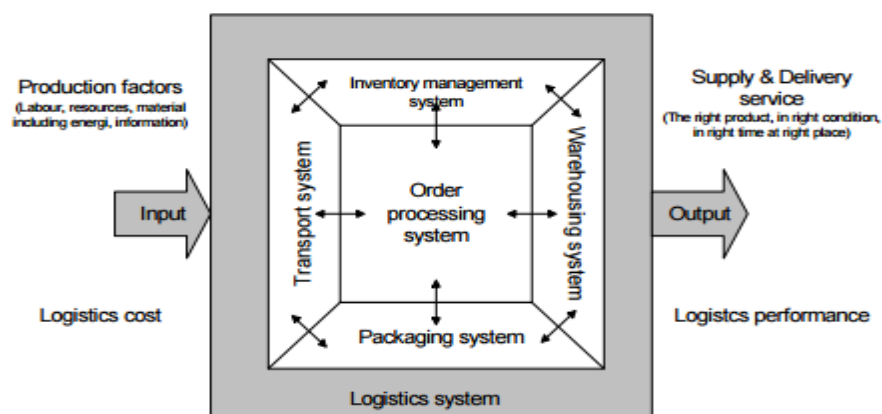 Production factors
(Labour, resources, material
including energi, information)
Input
Logistics cost
Inventory management
system
Transport system
Order
processing
system
Warehousing system
Packaging system
Logistics system
Supply & Delivery
service
(The right product, in right condition,
in right time at right place)
Output
Logistcs performance